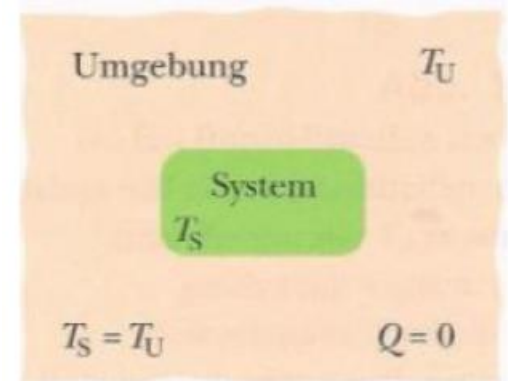 Umgebung T_U
System
T_S
T_S = T_U Q = 0